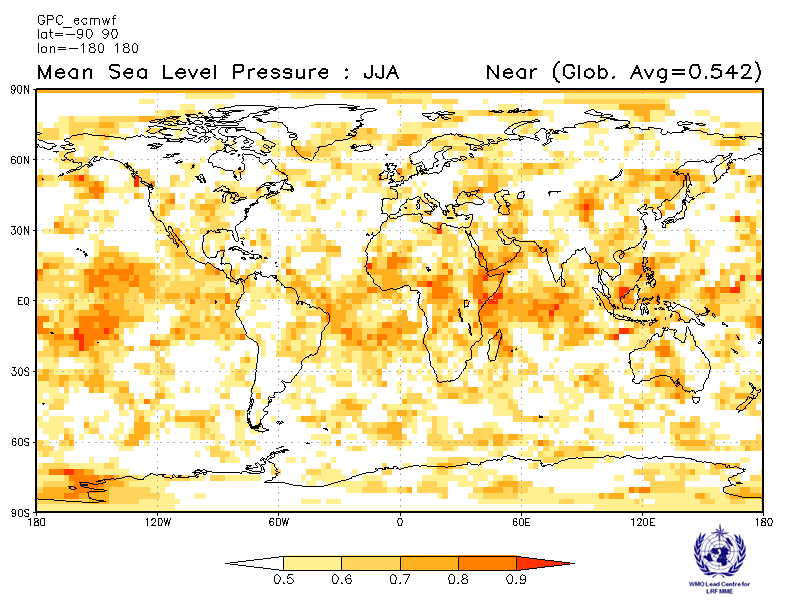 GPC_ecmwf
lat=−90 90
lon=−180 180
Mean Sea Level Pressure : JJA Near (Glob. Avg=0.542)
90N
60N
30N
EQ
30S
60S
90S
180 120W 60W 0 60E 120E 180
0.5 0.6 0.7 0.8 0.9
WMO Lead Centre for
LRF MME